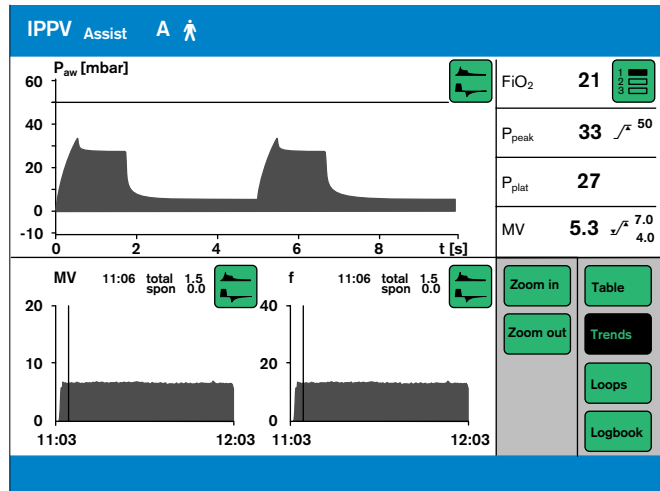 IPPV Assist A
Paw [mbar]
60
40
20
0
-10
0 2 4 6 8 t [s]
FiO2 21
1
2
3
Ppeak 33 50
Pplat 27
MV 5.3 7.0
4.0
MV 11:06 total 1.5
spon 0.0
20
10
0
11:03 12:03
f 11:06 total 1.5
spon 0.0
40
20
0
11:03 12:03
Zoom in
Table
Zoom out
Trends
Loops
Logbook